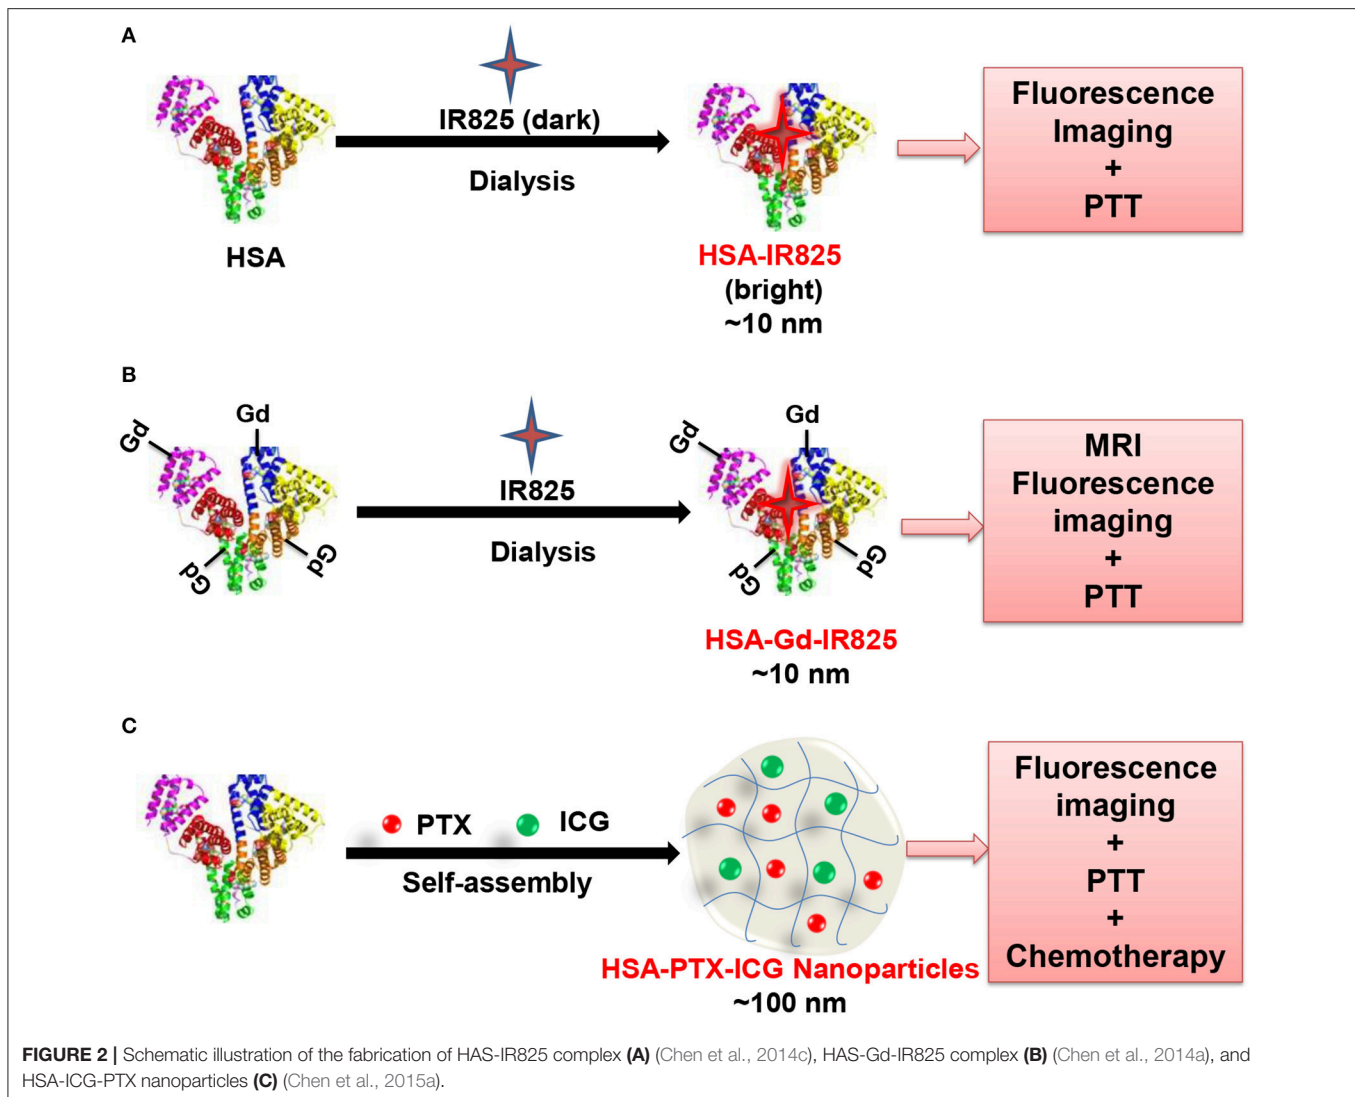 A
IR825 (dark)
Dialysis
HSA
HSA-IR825
(bright)
~10 nm
Fluorescence
Imaging
+
PTT
B
Gd
Gd
Gd
Gd
IR825
Dialysis
Gd
Gd
Gd
Gd
HSA-Gd-IR825
~10 nm
MRI
Fluorescence
imaging
+
PTT
C
PTX
ICG
Self-assembly
HSA-PTX-ICG Nanoparticles
~100 nm
Fluorescence
imaging
+
PTT
+
Chemotherapy
FIGURE 2 | Schematic illustration of the fabrication of HAS-IR825 complex (A) (Chen et al., 2014c), HAS-Gd-IR825 complex (B) (Chen et al., 2014a), and
HSA-ICG-PTX nanoparticles (C) (Chen et al., 2015a).